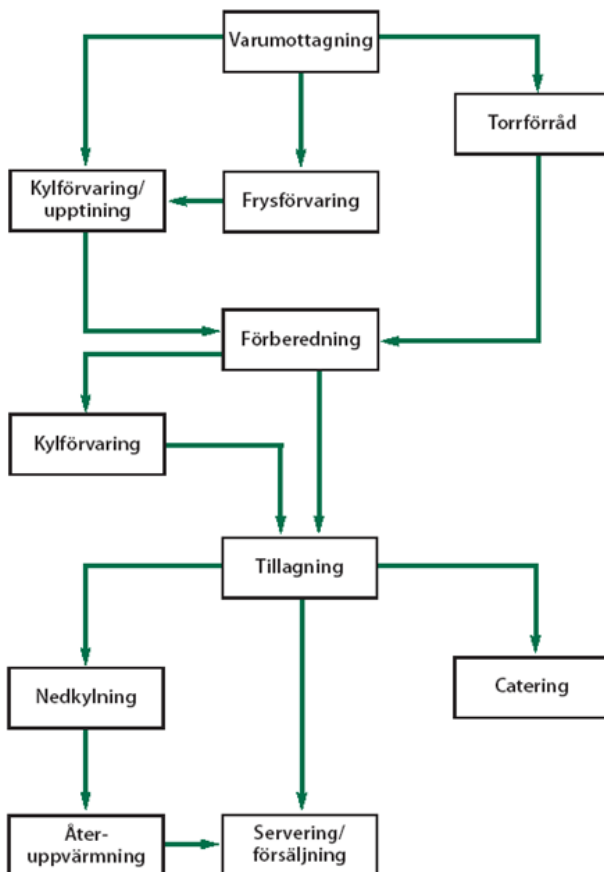 Varumottagning
Torrförråd
Kylförvaring/
upptining
Frysförvaring
Förberedning
Kylförvaring
Tillagning
Nedkylning
Catering
Åter-
uppvärmning
Servering/
försäljning